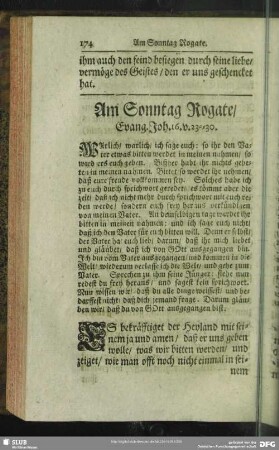 174 Am Sonntag Rogate.
ihm auch den feind besiegen durch seine liebe/
vermöge des Geists/ den er uns geschencket
hat.
Am Sonntag Rogate/
Evang. Joh. 16. v. 23-30.
WArlich/ warlich/ ich sage euch: so ihr den Va-
ter etwas bitten werdet in meinem nahmen/ so
wird ers euch geben. Bißher habt ihr nichts gebe-
ten in meinem nahmen. Bittet so werdet ihr nehmen/
daß eure freude vollkommen sey. Solches habe ich
zu euch durch sprichwort geredet; es kömmt aber die
zeit/ daß ich nicht mehr durch sprichwort mit euch re-
den werde/ sondern euch frey heraus verkündigen
von meinem Vater. An demselbigen tage werdet ihr
bitten in meinem nahmen: und ich sage euch nicht/
daß ich den Vater für euch bitten will. Denn er selbst/
der Vater hat euch lieb; darum/ daß ihr mich liebet
und gläubet/ daß ich von GOtt ausgegangen bin.
Ich bin vom Vater ausgegangen/ und kommen in die
Welt/ wiederum verlasse ich die Welt/ und gehe zum
Vater. Sprechen zu ihm seine Jünger: siehe/ nun
redest du frey heraus/ und sagest kein sprichwort.
Nun wissen wir/ daß du alle dinge weissest/ und be-
darffest nicht/ daß dich jemand frage. Darum gläu-
ben wir/ daß du von GOtt ausgegangen bist.
ES bekräfftiget der Heyland mit sei-
nem ja und amen/ daß er uns geben
wolle/ was wir bitten werden/ und
zeiget/ wie man offt noch nicht einmal in sei-
nem
SLUB
Wir führen Wissen.
DFG